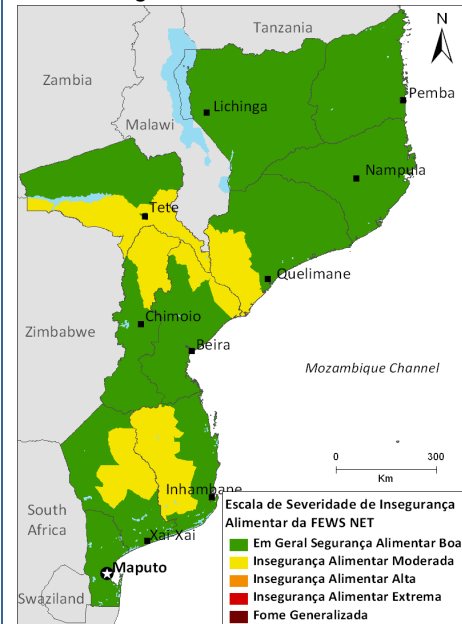 Tanzania
N
Zambia
Pemba
Lichinga
Malawi
Nampula
Tete
Quelimane
Chimoio
Zimbabwe
Beira
Mozambique Channel
0 300
Km
Inhambane
South
Africa
Xai-Xai
Maputo
Swaziland
Escala de Severidade de Insegurança
Alimentar da FEWS NET
Em Geral Segurança Alimentar Boa
Insegurança Alimentar Moderada
Insegurança Alimentar Alta
Insegurança Alimentar Extrema
Fome Generalizada